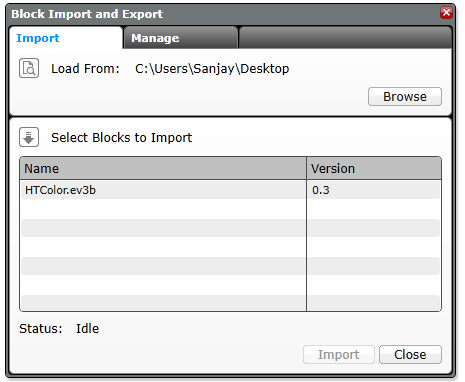 Block Import and Export
Import Manage
Load From: C:\Users\Sanjay\Desktop
Browse
Select Blocks to Import
Name Version
HTColor.ev3b 0.3
Status: Idle
Import Close